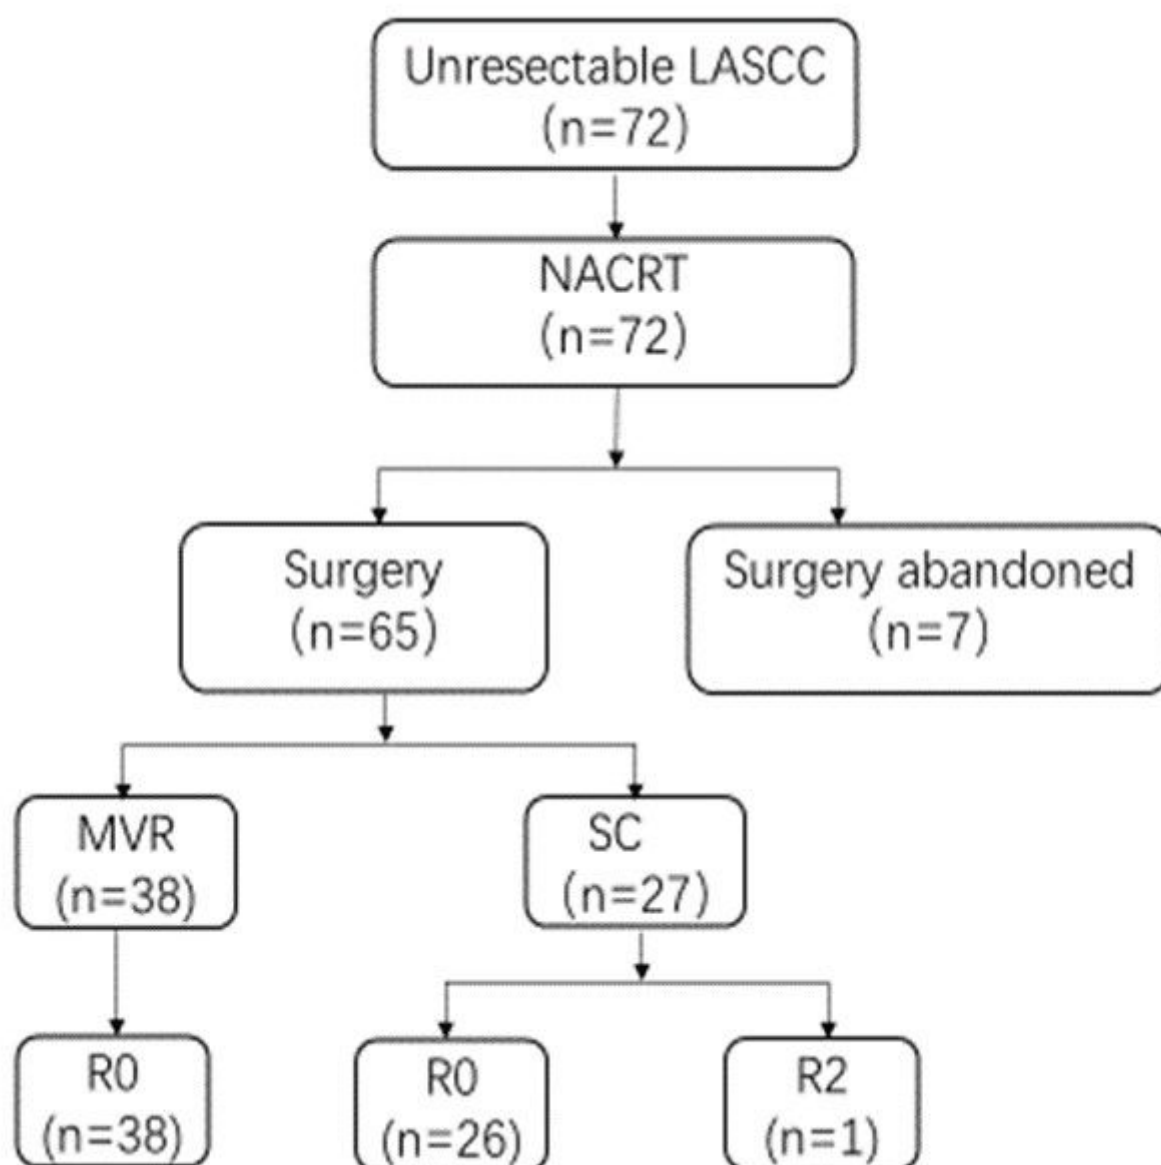 Unresectable LASCC
(n=72)
NACRT
(n=72)
Surgery
(n=65)
Surgery abandoned
(n=7)
MVR
(n=38)
SC
(n=27)
R0
(n=38)
R0
(n=26)
R2
(n=1)